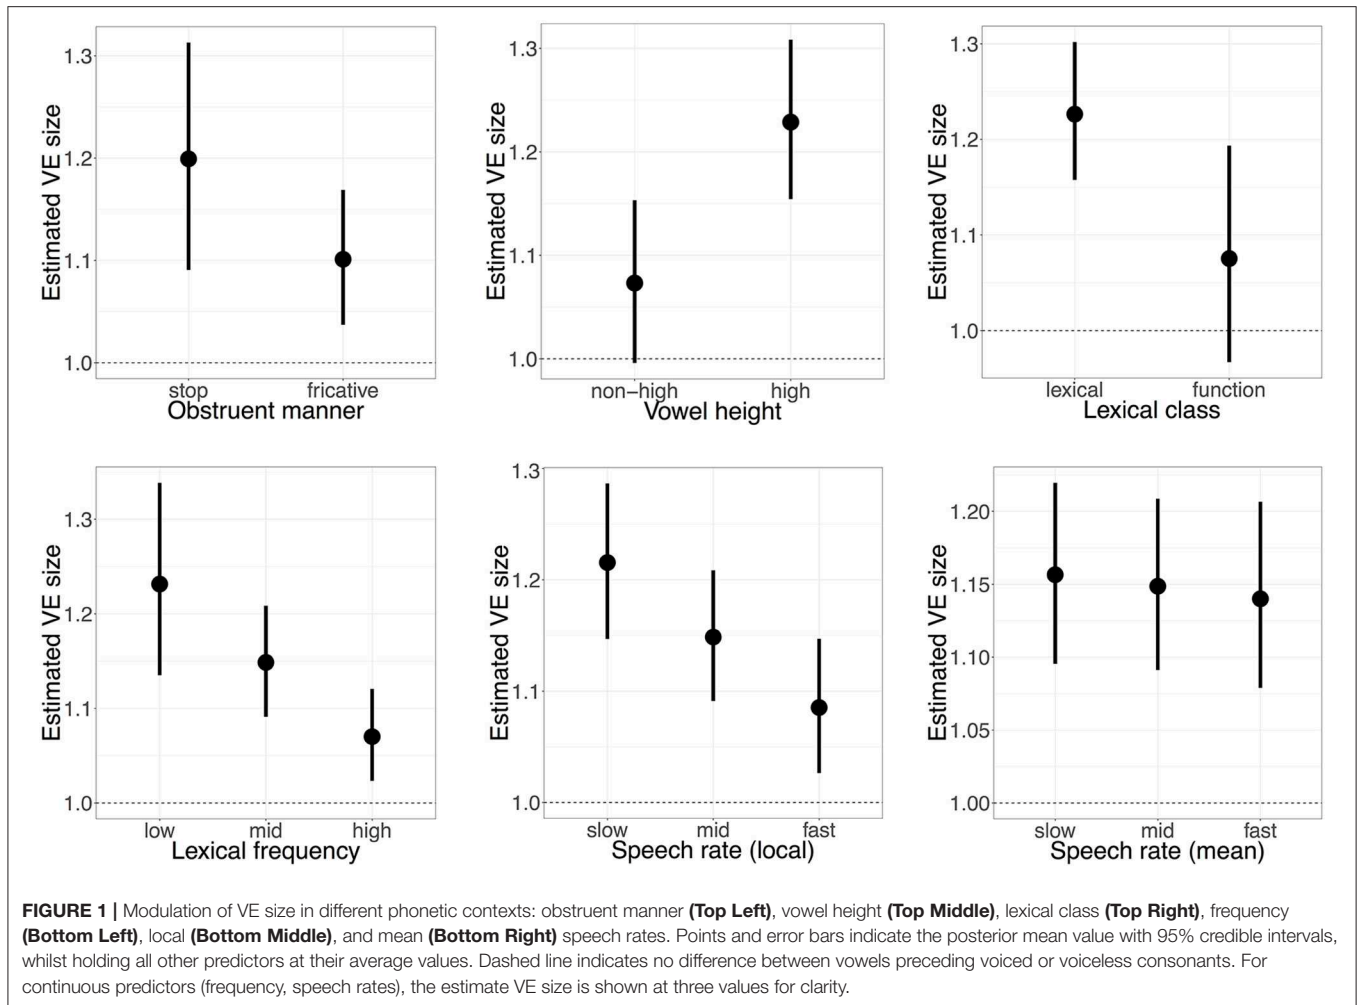 Estimated VE size
1.3
1.2
1.1
1.0
stop fricative
Obstruent manner
Estimated VE size
1.3
1.2
1.1
1.0
non−high high
Vowel height
Estimated VE size
1.3
1.2
1.1
1.0
lexical function
Lexical class
Estimated VE size
1.3
1.2
1.1
1.0
low mid high
Lexical frequency
Estimated VE size
1.3
1.2
1.1
1.0
slow mid fast
Speech rate (local)
Estimated VE size
1.20
1.15
1.10
1.05
1.00
slow mid fast
Speech rate (mean)
FIGURE 1 | Modulation of VE size in different phonetic contexts: obstruent manner (Top Left), vowel height (Top Middle), lexical class (Top Right), frequency
(Bottom Left), local (Bottom Middle), and mean (Bottom Right) speech rates. Points and error bars indicate the posterior mean value with 95% credible intervals,
whilst holding all other predictors at their average values. Dashed line indicates no difference between vowels preceding voiced or voiceless consonants. For
continuous predictors (frequency, speech rates), the estimate VE size is shown at three values for clarity.